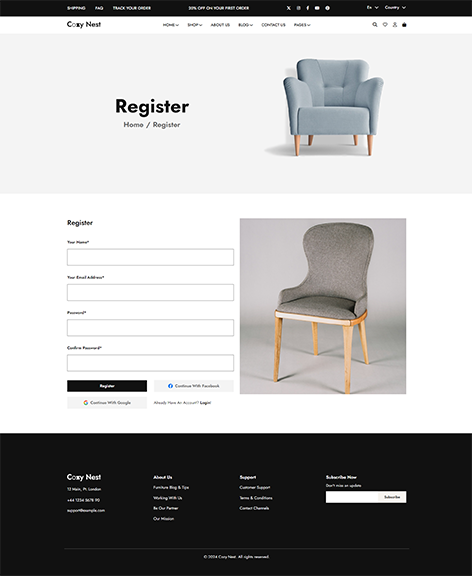 SHIPPING FAQ TRACK YOUR ORDER 20% OFF ON YOUR FIRST ORDER En Country
Cozy Nest HOME SHOP ABOUT US BLOG CONTACT US PAGES
Register
Home / Register
Register
Your Name*
Your Email Address*
Password*
Confirm Password*
Register Continue With Facebook
Continue With Google Already Have An Account? Login!
Cozy Nest About Us Support Subscribe Now
12 Main, Pt. London Furniture Blog & Tips Customer Support Don't miss an update
+44 1234 5678 90 Working With Us Terms & Conditions Subscribe
support@example.com Be Our Partner Contact Channels
Our Mission
© 2024 Cozy Nest. All rights reserved.